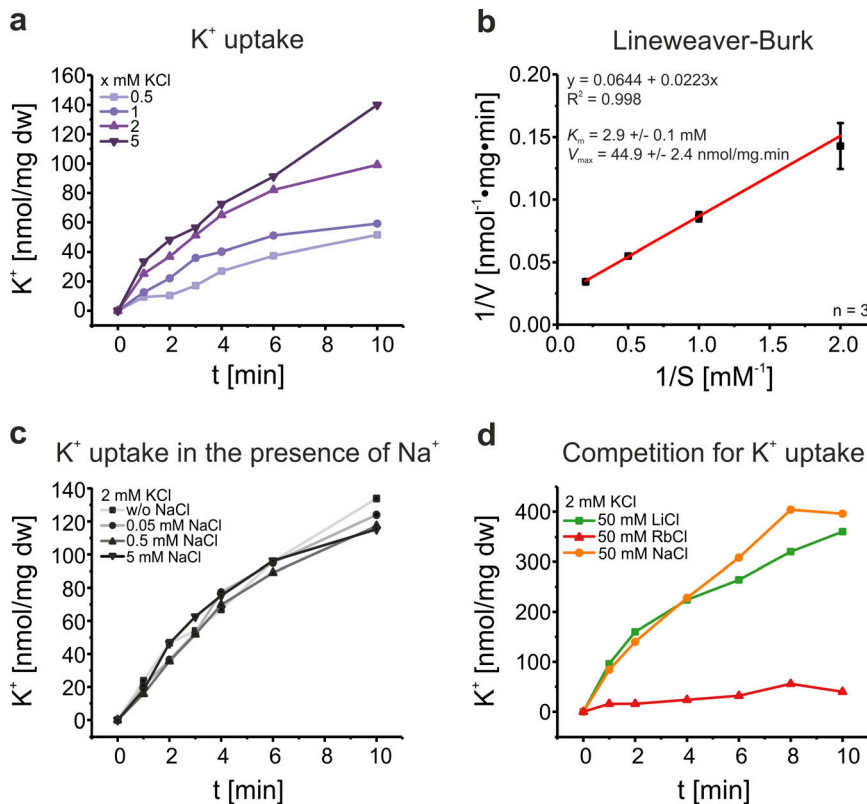 a
K⁺ uptake
x mM KCl
0.5
1
2
5
160
140
120
100
80
60
40
20
0
K⁺ [nmol/mg dw]
0 2 4 6 8 10
t [min]
b
Lineweaver-Burk
y = 0.0644 + 0.0223x
R² = 0.998
Kₘ = 2.9 +/- 0.1 mM
Vₘₐₓ = 44.9 +/- 2.4 nmol/mg.min
0.20
0.15
0.10
0.05
0.00
1/V [nmol⁻¹•mg•min]
n = 3
0.0 0.5 1.0 1.5 2.0
1/S [mM⁻¹]
c
K⁺ uptake in the presence of Na⁺
2 mM KCl
w/o NaCl
0.05 mM NaCl
0.5 mM NaCl
5 mM NaCl
140
120
100
80
60
40
20
0
K⁺ [nmol/mg dw]
0 2 4 6 8 10
t [min]
d
Competition for K⁺ uptake
2 mM KCl
50 mM LiCl
50 mM RbCl
50 mM NaCl
400
300
200
100
0
K⁺ [nmol/mg dw]
0 2 4 6 8 10
t [min]